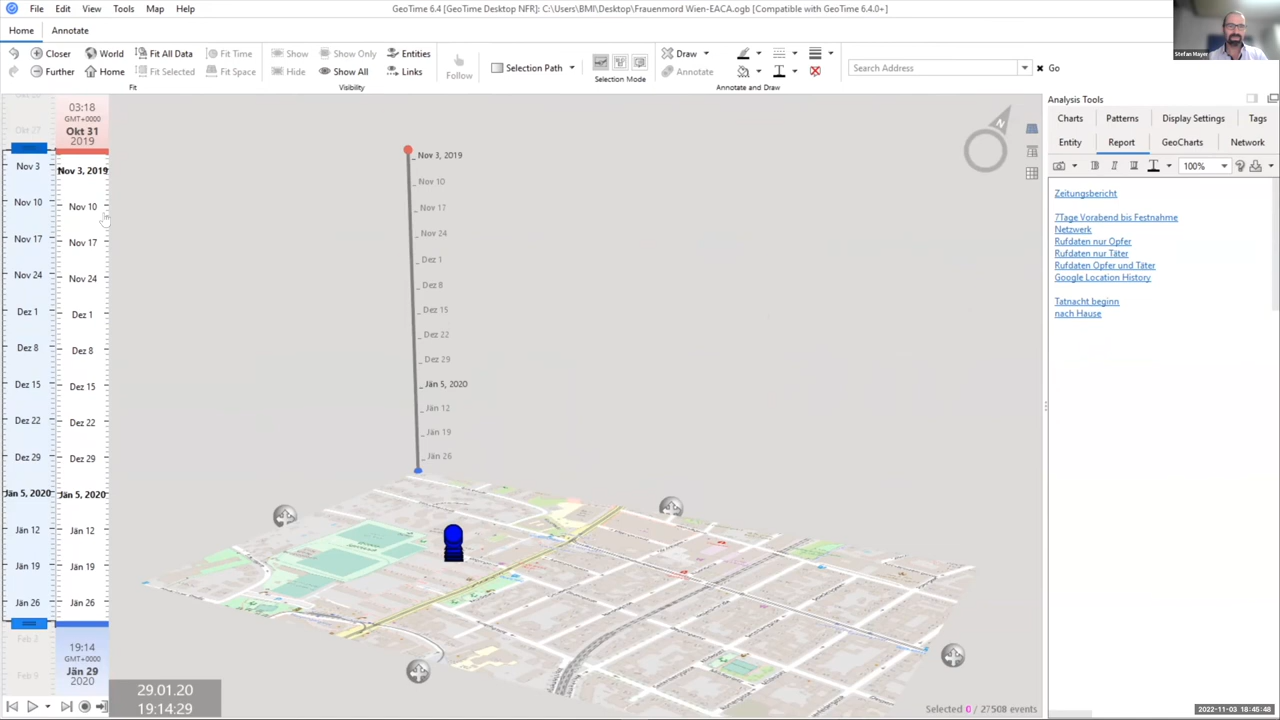 GeoTime 6.4 [GeoTime Desktop NFR]: C:\Users\BMI\Desktop\Frauenmord Wien-EACA.ogb [Compatible with GeoTime 6.4.0+]
File Edit View Tools Map Help
Home Annotate
Closer World Fit All Data Fit Time Show Show Only Entities
Further Home Fit Selected Fit Space Hide Show All Links
Follow
Selection Path
Draw
Annotate
Search Address Go
Fit Visibility Selection Mode Annotate and Draw
Stefan Mayer
Okt 27
Nov 3
Nov 10
Nov 17
Nov 24
Dez 1
Dez 8
Dez 15
Dez 22
Dez 29
Jän 5, 2020
Jän 12
Jän 19
Jän 26
Feb 2
Feb 9
03:18
GMT+0000
Okt 31
2019
Nov 3, 2019
Nov 10
Nov 17
Nov 24
Dez 1
Dez 8
Dez 15
Dez 22
Dez 29
Jän 5, 2020
Jän 12
Jän 19
Jän 26
19:14
GMT+0000
Jän 29
2020
Nov 3, 2019
Nov 10
Nov 17
Nov 24
Dez 1
Dez 8
Dez 15
Dez 22
Dez 29
Jän 5, 2020
Jän 12
Jän 19
Jän 26
N
29.01.20
19:14:29
Selected 0 / 27508 events
Analysis Tools
Charts Patterns Display Settings Tags
Entity Report GeoCharts Network
B I U T 100%
Zeitungsbericht
7Tage Vorabend bis Festnahme
Netzwerk
Rufdaten nur Opfer
Rufdaten nur Täter
Rufdaten Opfer und Täter
Google Location History
Tatnacht beginn
nach Hause
2022-11-03 18:45:48